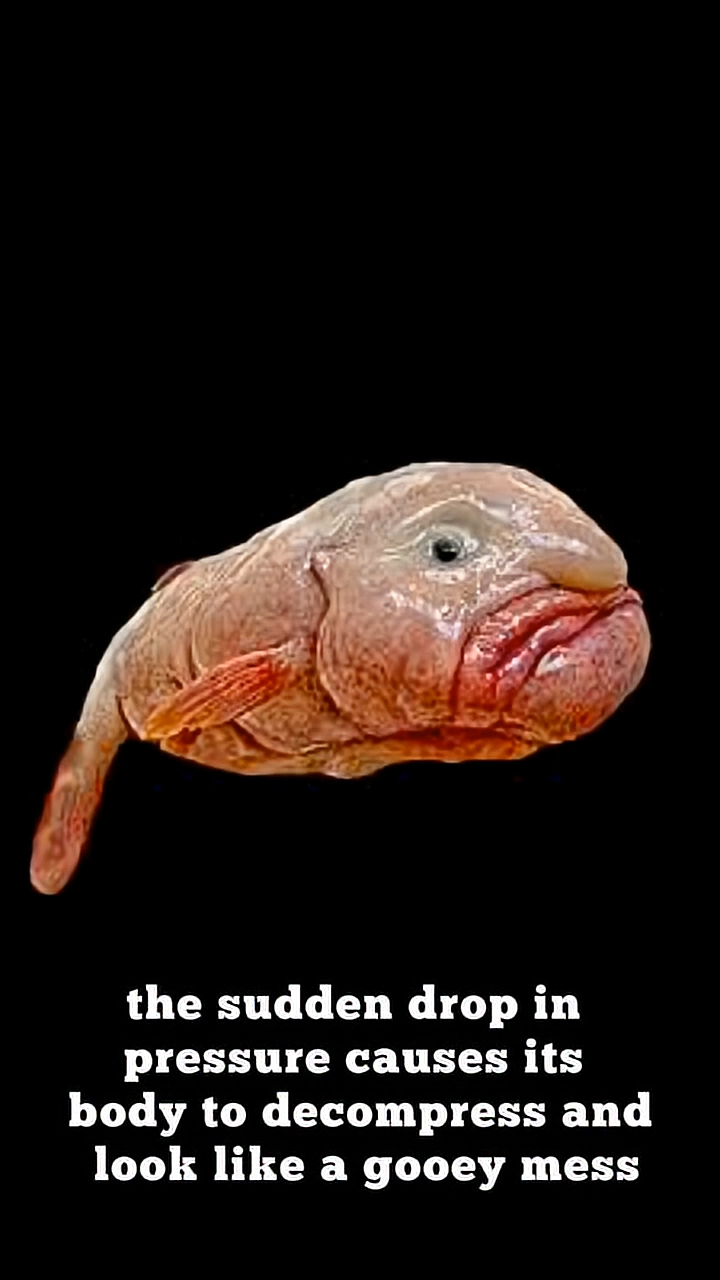 the sudden drop in
pressure causes its
body to decompress and
look like a gooey mess